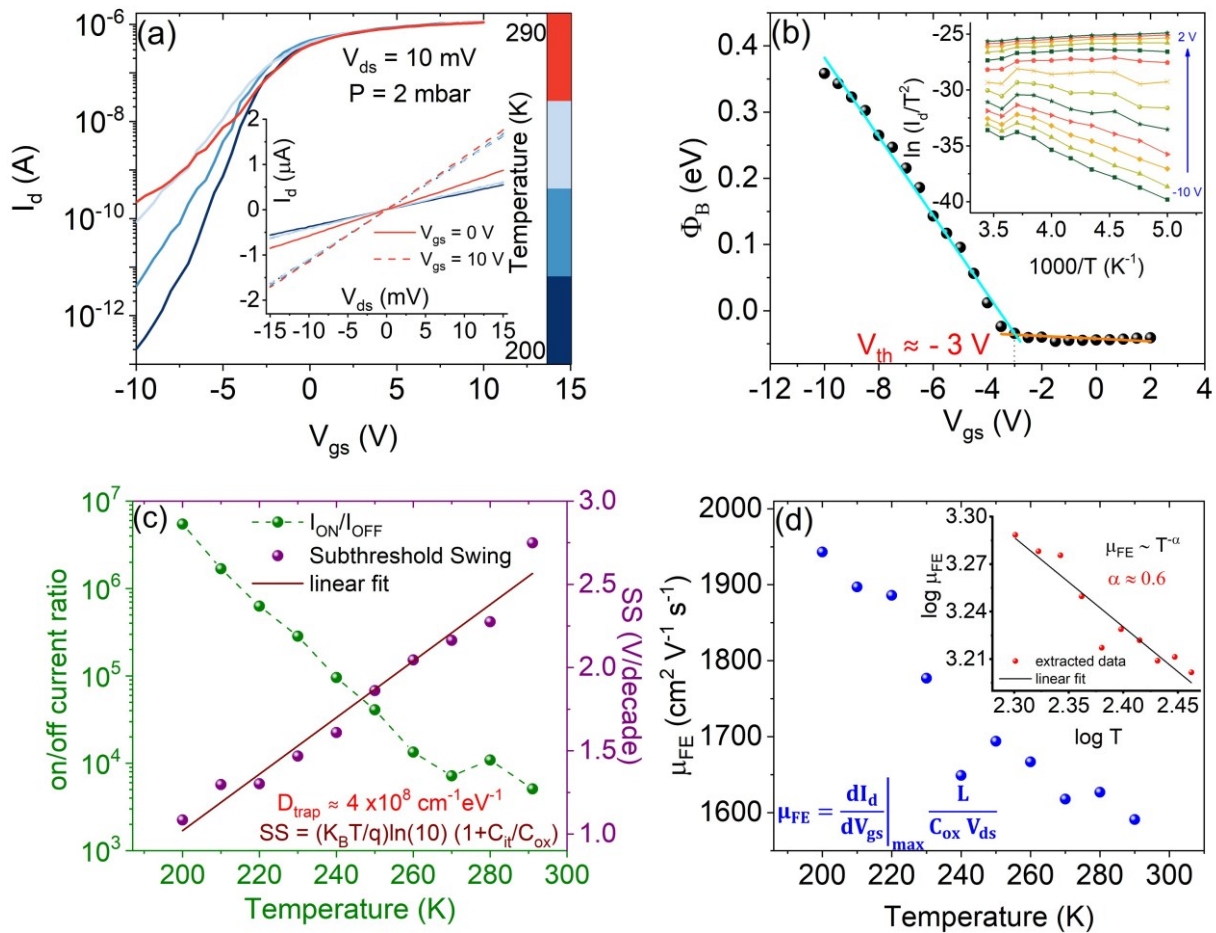 (a)
V_ds = 10 mV
P = 2 mbar
I_d (A)
10^-6
10^-8
10^-10
10^-12
-10 -5 0 5 10 15
V_gs (V)
I_d (μA)
2
1
0
-1
-2
-15 -10 -5 0 5 10 15
V_ds (mV)
V_gs = 0 V
V_gs = 10 V
290
Temperature (K)
200
(b)
Φ_B (eV)
0.4
0.3
0.2
0.1
0.0
-12 -10 -8 -6 -4 -2 0 2 4
V_gs (V)
V_th ≈ - 3 V
ln (I_d/T^2)
-25
-30
-35
-40
3.5 4.0 4.5 5.0
1000/T (K^-1)
2 V
-10 V
(c)
I_ON/I_OFF
Subthreshold Swing
linear fit
on/off current ratio
10^7
10^6
10^5
10^4
10^3
SS (V/decade)
3.0
2.5
2.0
1.5
1.0
D_trap ≈ 4 x10^8 cm^-1eV^-1
SS = (K_BT/q)ln(10) (1+C_it/C_ox)
200 220 240 260 280 300
Temperature (K)
(d)
μ_FE (cm^2 V^-1 s^-1)
2000
1900
1800
1700
1600
μ_FE = dI_d/dV_gs|_max L/C_ox V_ds
200 220 240 260 280 300
Temperature (K)
log μ_FE
3.30
3.27
3.24
3.21
μ_FE ~ T^-α
α ≈ 0.6
extracted data
linear fit
2.30 2.35 2.40 2.45
log T